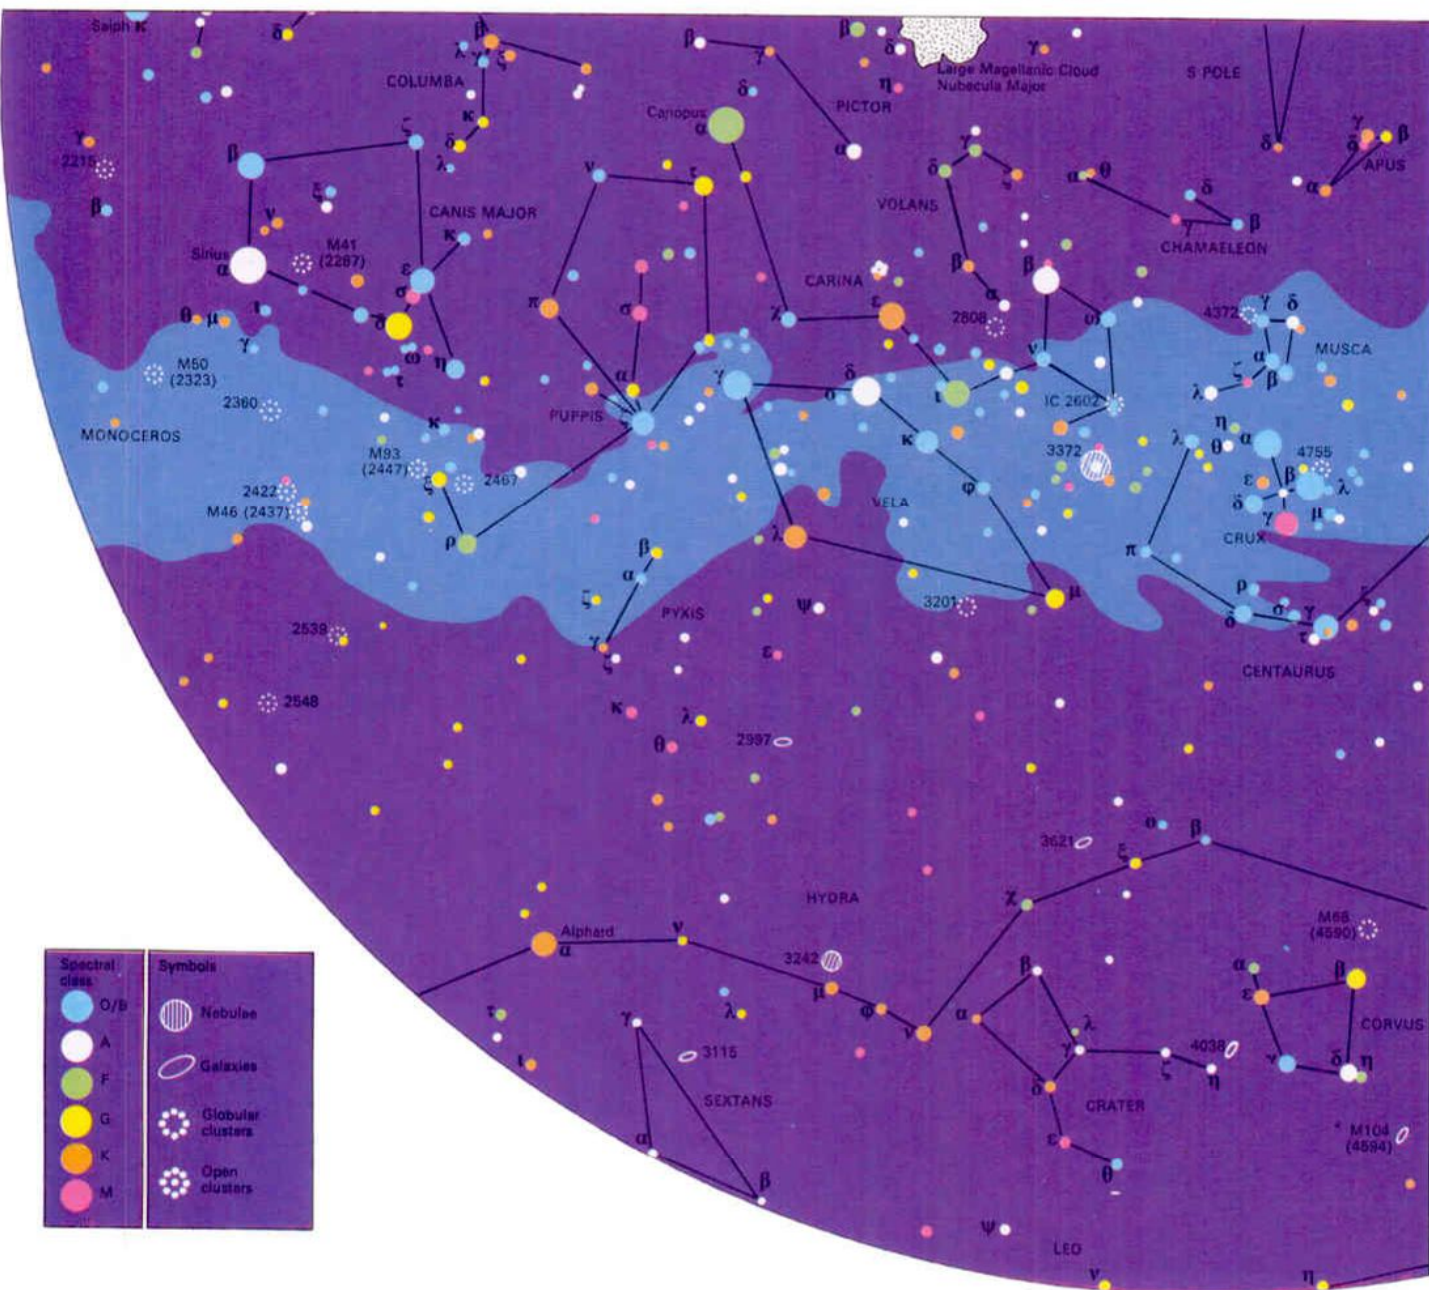 Saiph κ
δ
β
λ γ ξ
COLUMBA
κ
δ
λ
β
γ
δ
PICTOR
α
Canopus
α
β
δ
η
Large Magellanic Cloud
Nubecula Major
γ
S POLE
δ
γ
δ β
APUS
α
γ
2215
β
β
ζ
ξ
ν
CANIS MAJOR
κ
Sirius
α
M41
(2287)
ε
σ
δ
ω
τ
η
θ μ
ι
γ
ν
τ
π
σ
α
PUPPIS
ζ
VOLANS
γ
δ
ζ
β
α
CARINA
χ
ε
2808
β
ω
ν
ι
α θ
δ
β
γ
CHAMAELEON
4372
γ δ
MUSCA
α
ζ
β
λ
M50
(2323)
2360
MONOCEROS
κ
M93
(2447)
2467
ξ
2422
M46 (2437)
ρ
γ
δ
ο
κ
φ
VELA
λ
μ
IC 2602
3372
λ
η
θ
α
4755
ε
β
λ
δ
γ
μ
CRUX
π
ρ
δ
σ γ
τ
ξ
CENTAURUS
β
α
ζ
γ
ζ
PYXIS
ψ
3201
ε
2539
2548
κ
λ
θ
2997
3621
ο β
ξ
χ
HYDRA
Alphard
α
ν
3242
μ
φ
ν
M68
(4590)
α
ε
β
CORVUS
γ
δ η
β
α
λ
γ
ζ
η
4038
δ
CRATER
ε
θ
M104
(4594)
τ
ι
γ
λ
3115
SEXTANS
α
β
ψ
LEO
ν
η
Spectral
class
O/B
A
F
G
K
M
Symbols
Nebulae
Galaxies
Globular
clusters
Open
clusters